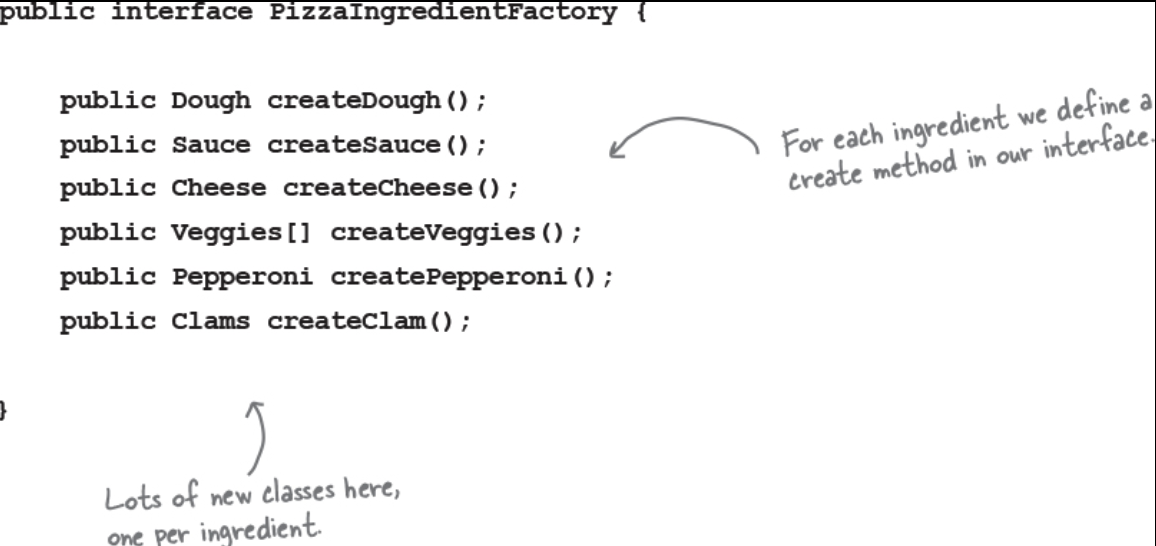 public interface PizzaIngredientFactory {
public Dough createDough();
public Sauce createSauce();
public Cheese createCheese();
public Veggies[] createVeggies();
public Pepperoni createPepperoni();
public Clams createClam();
}
For each ingredient we define a
create method in our interface.
Lots of new classes here,
one per ingredient.